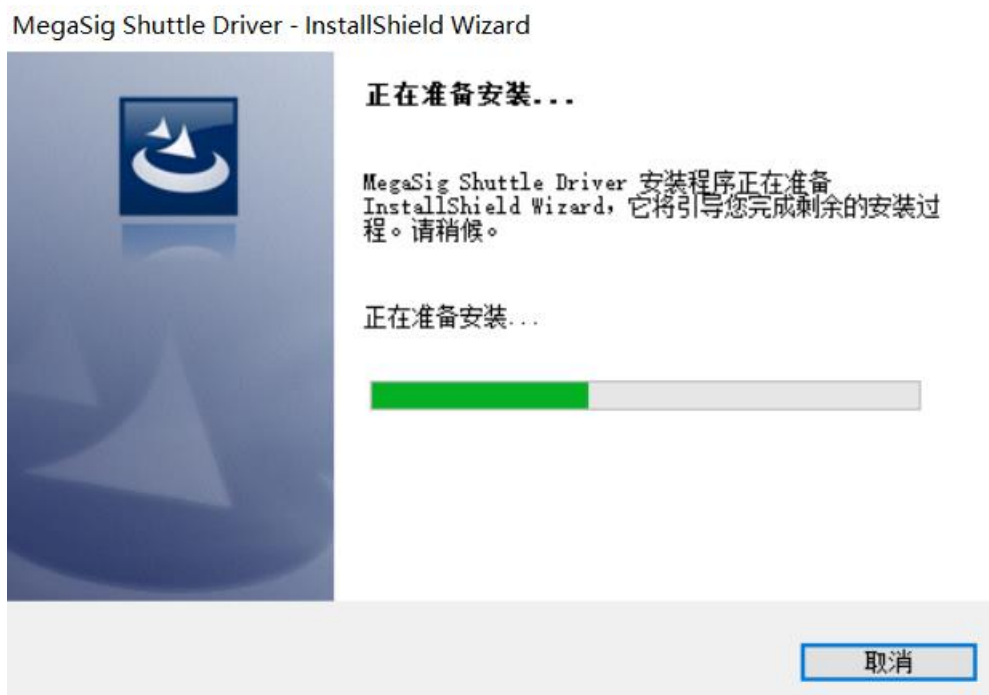 MegaSig Shuttle Driver - InstallShield Wizard
正在准备安装...
MegaSig Shuttle Driver 安装程序正在准备
InstallShield Wizard，它将引导您完成剩余的安装过
程。请稍候。
正在准备安装...
取消